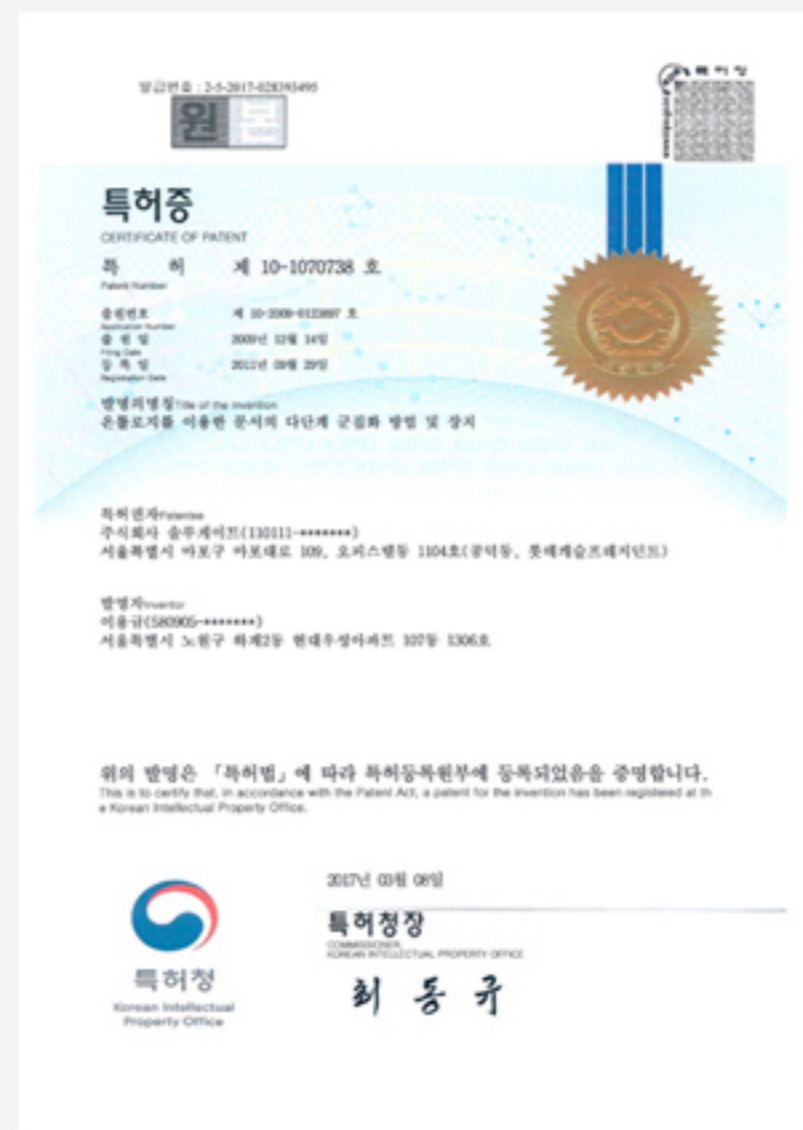 발급번호 : 2-5-2017-028393495
원
특허청
특허증
CERTIFICATE OF PATENT
특 허 제 10-1070738 호
Patent Number
출원번호 제 10-2009-0123897 호
Application Number
출원일 2009년 12월 14일
Filing Date
등록일 2011년 09월 29일
Registration Date
발명의명칭 Title of the Invention
온톨로지를 이용한 문서의 다단계 군집화 방법 및 장치
특허권자 Patentee
주식회사 솔루게이트(110111-*******)
서울특별시 마포구 마포대로 109, 오피스텔동 1104호(공덕동, 롯데캐슬프레지던트)
발명자 Inventor
이용규(580905-*******)
서울특별시 노원구 하계2동 현대우성아파트 107동 1306호
위의 발명은 「특허법」에 따라 특허등록원부에 등록되었음을 증명합니다.
This is to certify that, in accordance with the Patent Act, a patent for the invention has been registered at th
e Korean Intellectual Property Office.
2017년 03월 08일
특허청장
COMMISSIONER,
KOREAN INTELLECTUAL PROPERTY OFFICE
최동규
특허청
Korean Intellectual
Property Office